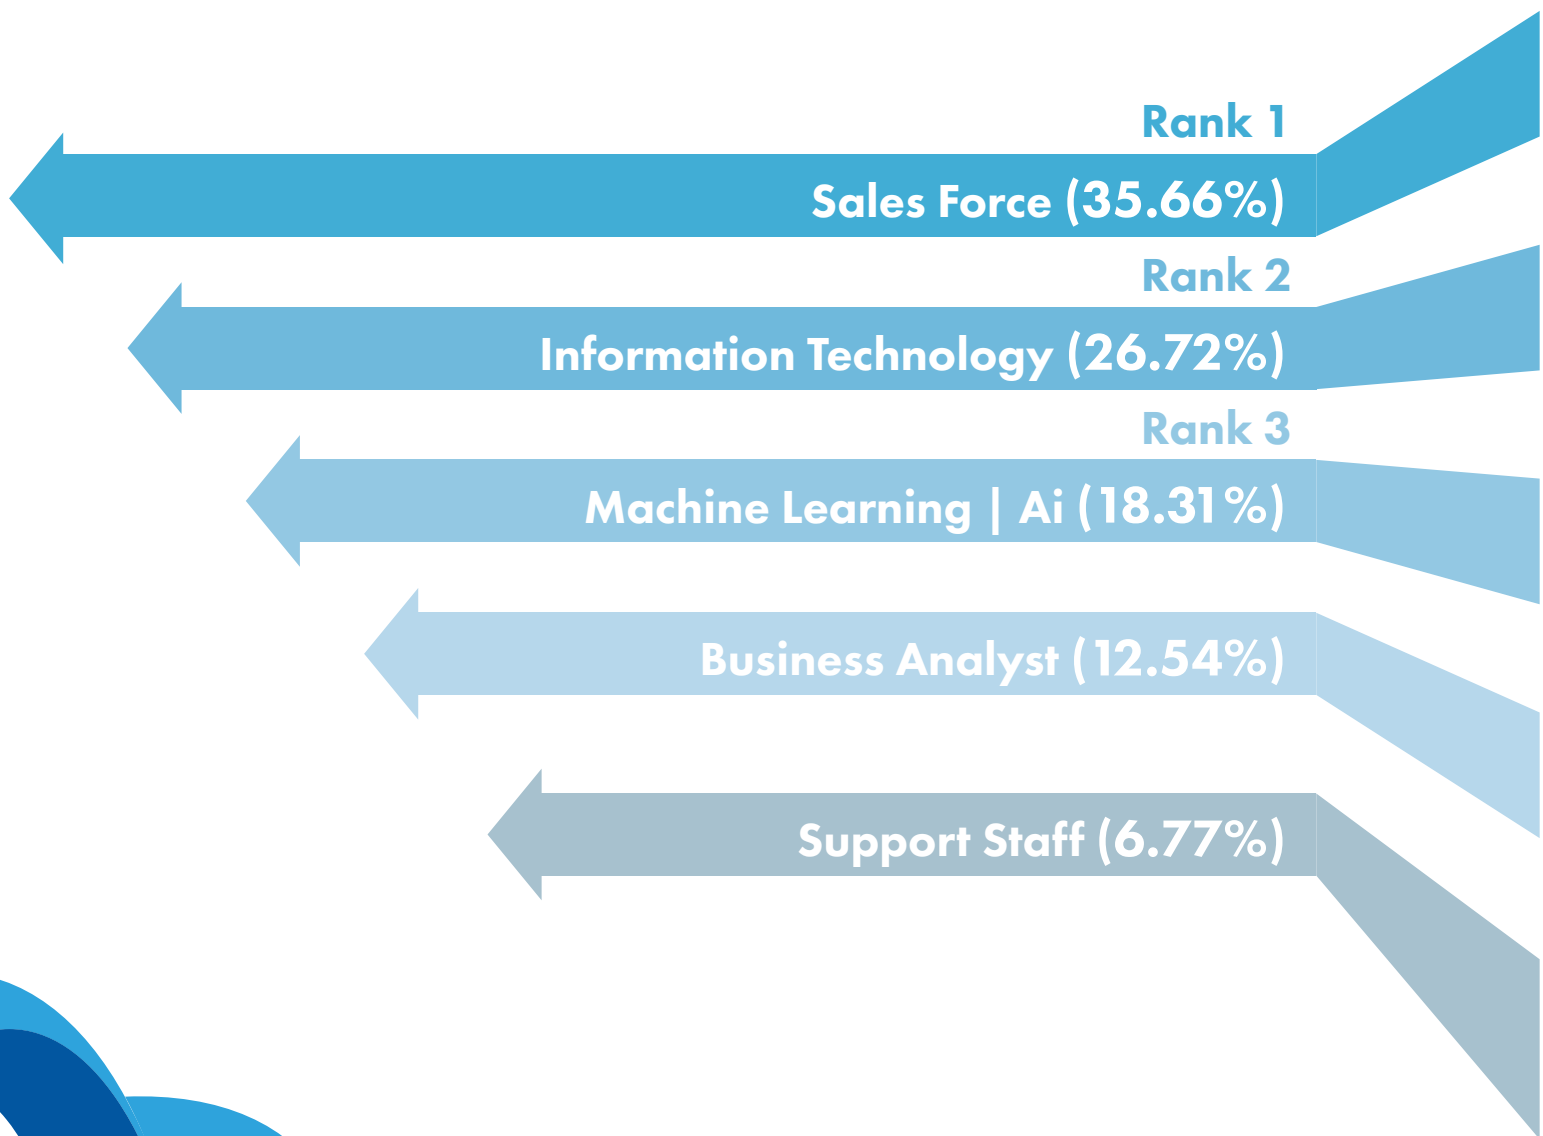 Rank 1
Sales Force (35.66%)
Rank 2
Information Technology (26.72%)
Rank 3
Machine Learning | Ai (18.31%)
Business Analyst (12.54%)
Support Staff (6.77%)